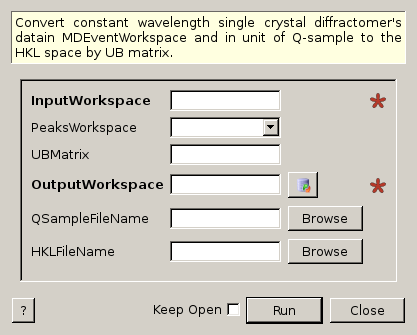 Convert constant wavelength single crystal diffractomer's
datain MDEventWorkspace and in unit of Q-sample to the
HKL space by UB matrix.
InputWorkspace
PeaksWorkspace
UBMatrix
OutputWorkspace
QSampleFileName Browse
HKLFileName Browse
? Keep Open Run Close